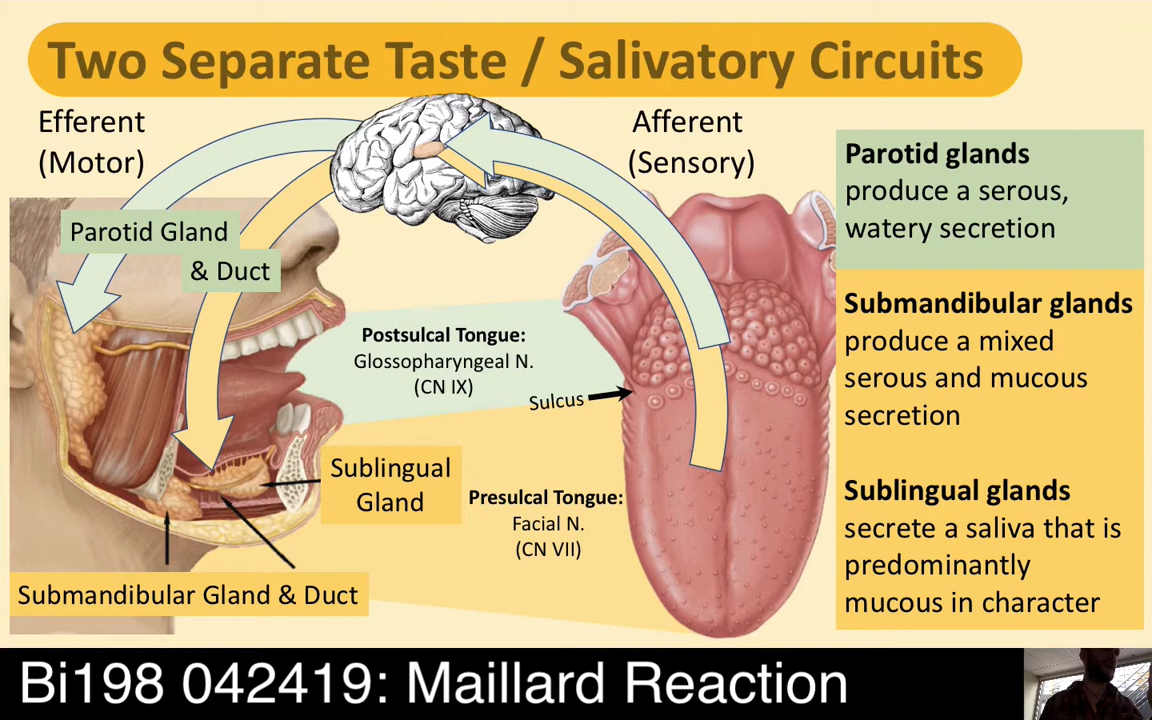 Two Separate Taste / Salivatory Circuits
Efferent
(Motor)
Afferent
(Sensory)
Parotid Gland
& Duct
Postsulcal Tongue:
Glossopharyngeal N.
(CN IX)
Sulcus
Sublingual
Gland
Presulcal Tongue:
Facial N.
(CN VII)
Submandibular Gland & Duct
Parotid glands
produce a serous,
watery secretion
Submandibular glands
produce a mixed
serous and mucous
secretion
Sublingual glands
secrete a saliva that is
predominantly
mucous in character
Bi198 042419: Maillard Reaction